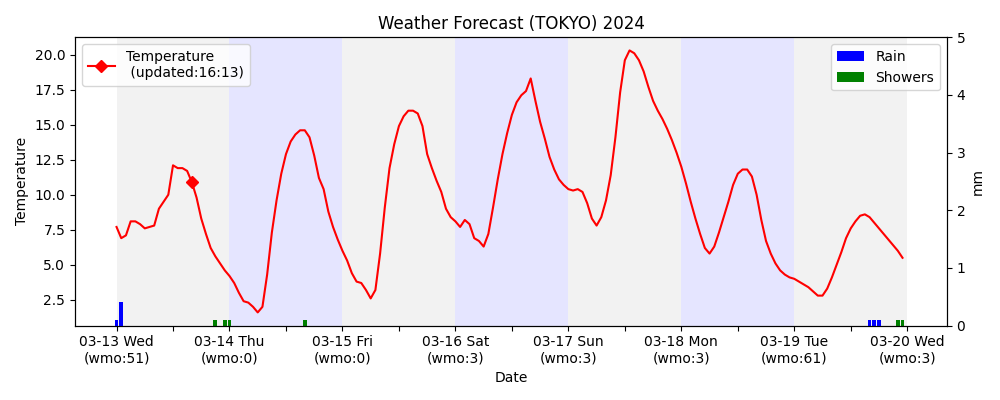 Weather Forecast (TOKYO) 2024
Temperature
(updated:16:13)
Rain
Showers
Temperature
20.0
17.5
15.0
12.5
10.0
7.5
5.0
2.5
5
4
3
2
1
0
mm
03-13 Wed
(wmo:51)
03-14 Thu
(wmo:0)
03-15 Fri
(wmo:0)
03-16 Sat
(wmo:3)
03-17 Sun
(wmo:3)
03-18 Mon
(wmo:3)
03-19 Tue
(wmo:61)
03-20 Wed
(wmo:3)
Date